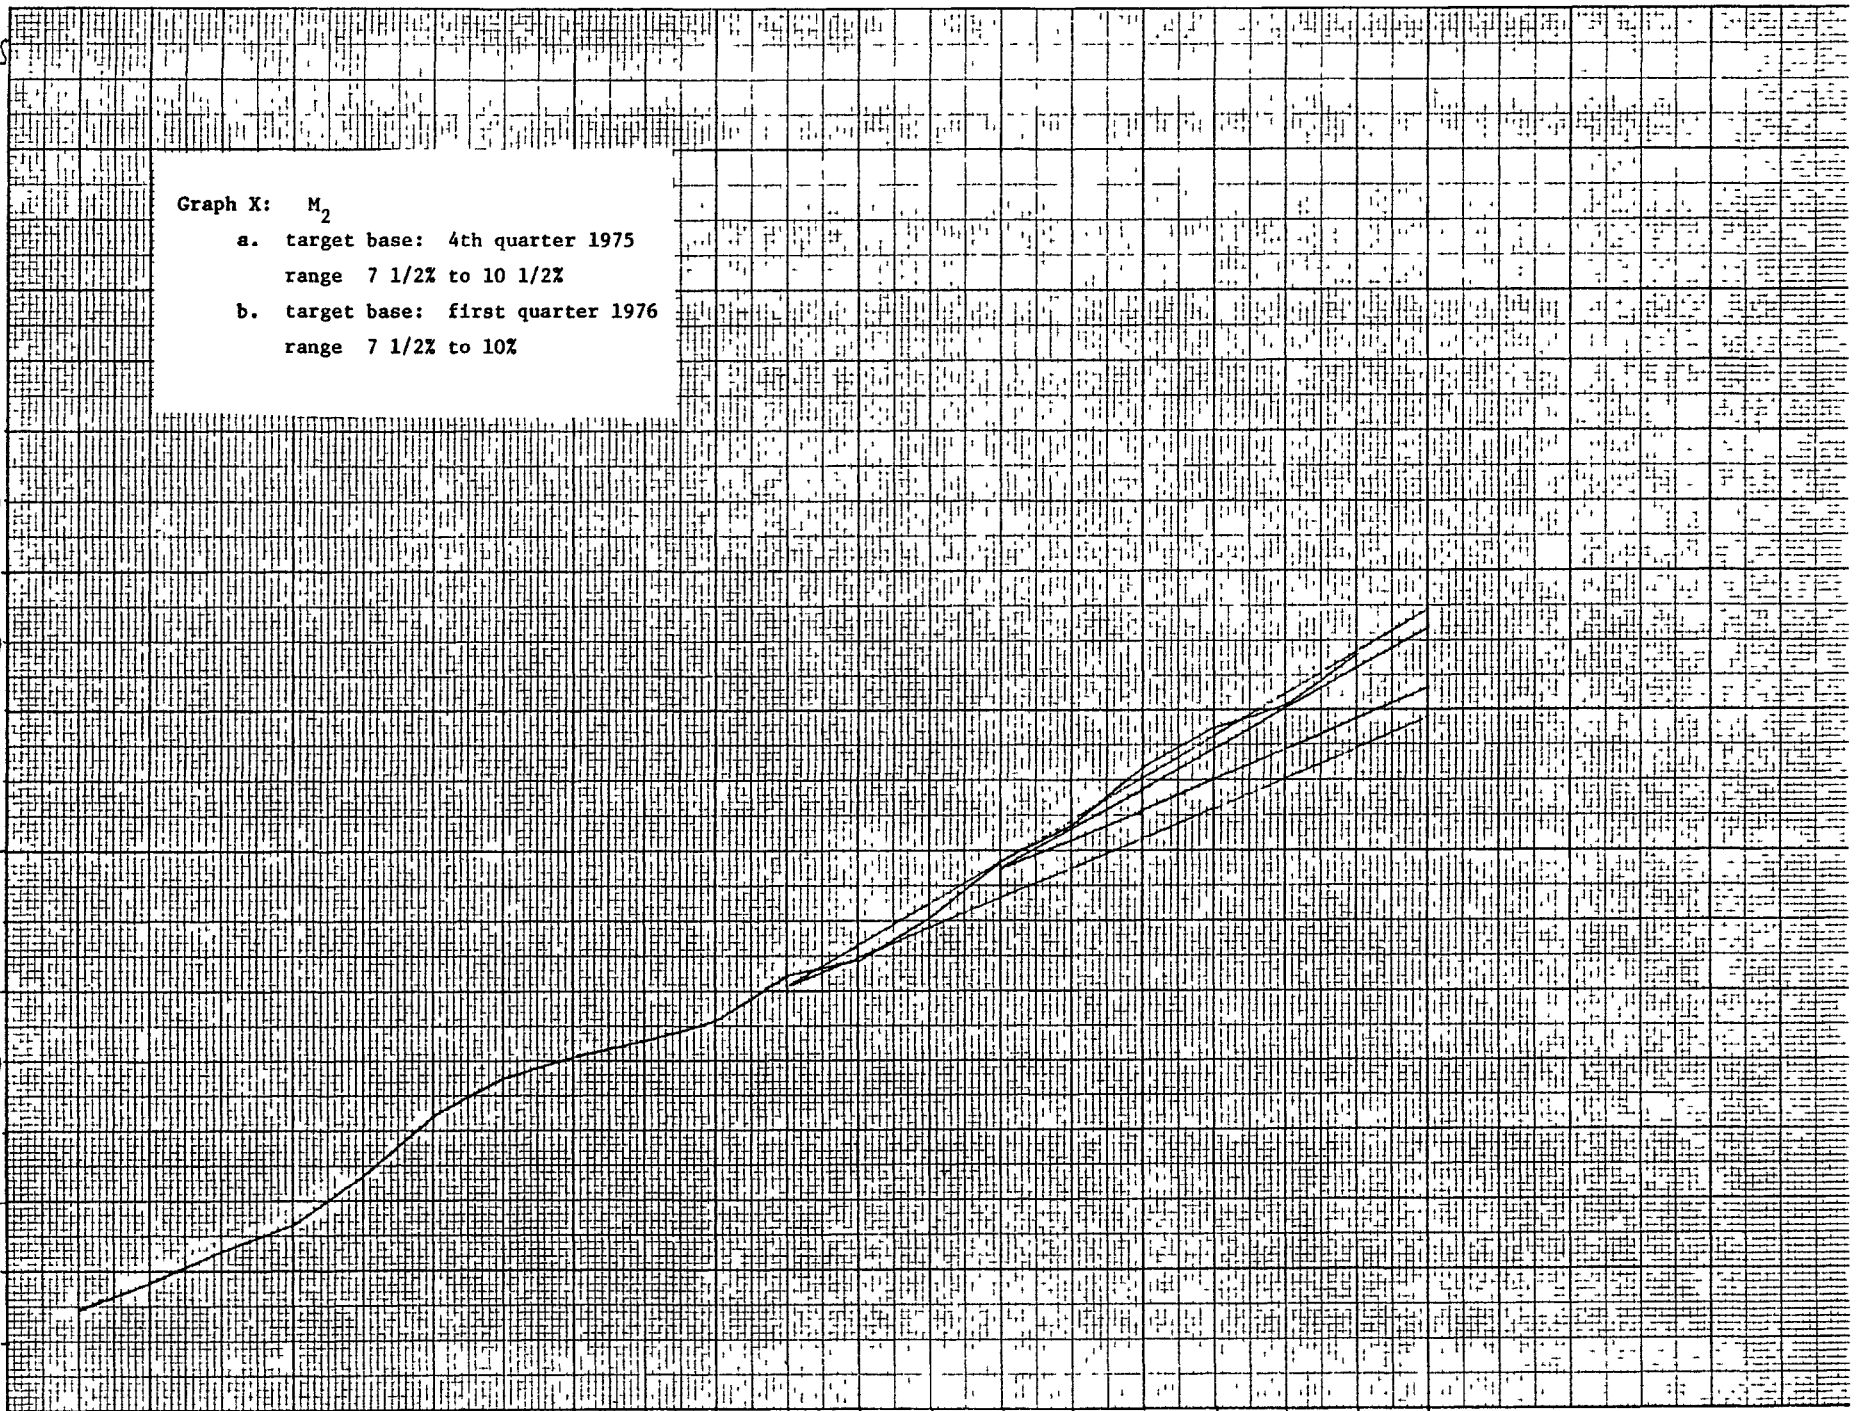 Graph X: M2
a. target base: 4th quarter 1975
range 7 1/2% to 10 1/2%
b. target base: first quarter 1976
range 7 1/2% to 10%